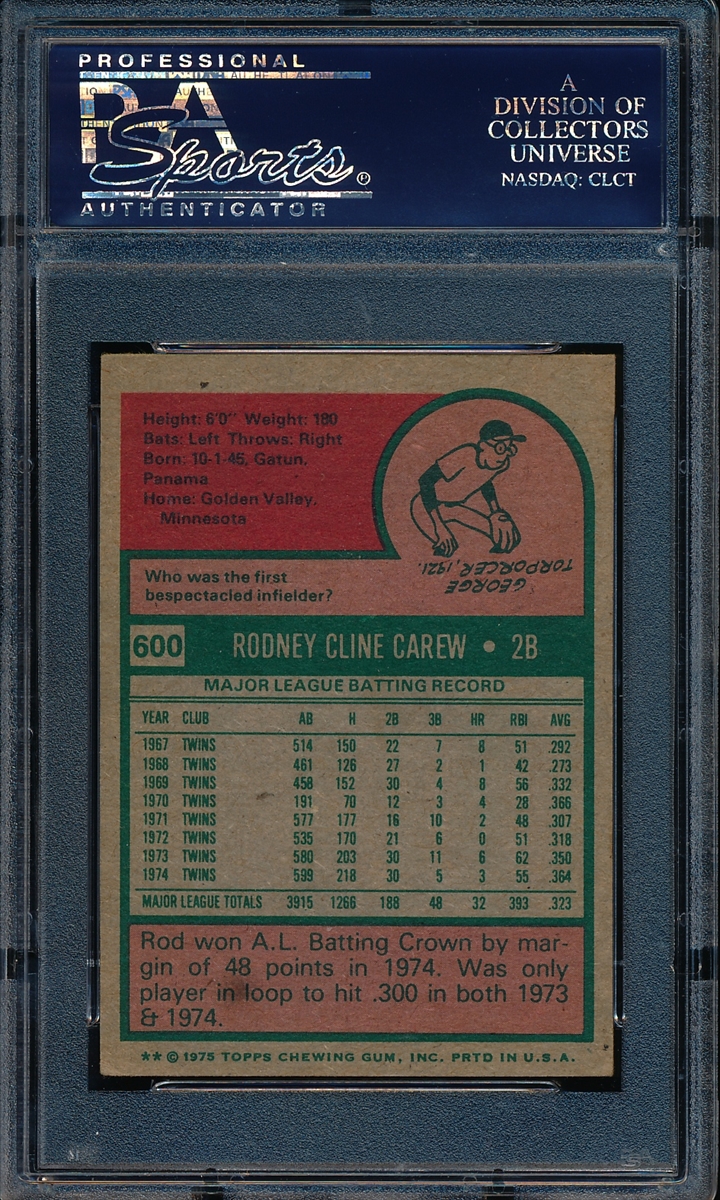 PROFESSIONAL
PSA
Sports®
AUTHENTICATOR
A
DIVISION OF
COLLECTORS
UNIVERSE
NASDAQ: CLCT
Height: 6'0" Weight: 180
Bats: Left Throws: Right
Born: 10-1-45, Gatun,
Panama
Home: Golden Valley,
Minnesota
GEORGE
TORPORCER, 1921.
Who was the first
bespectacled infielder?
600 RODNEY CLINE CAREW • 2B
MAJOR LEAGUE BATTING RECORD
YEAR CLUB AB H 2B 3B HR RBI AVG
1967 TWINS 514 150 22 7 8 51 .292
1968 TWINS 461 126 27 2 1 42 .273
1969 TWINS 458 152 30 4 8 56 .332
1970 TWINS 191 70 12 3 4 28 .366
1971 TWINS 577 177 16 10 2 48 .307
1972 TWINS 535 170 21 6 0 51 .318
1973 TWINS 580 203 30 11 6 62 .350
1974 TWINS 599 218 30 5 3 55 .364
MAJOR LEAGUE TOTALS 3915 1266 188 48 32 393 .323
Rod won A.L. Batting Crown by mar-
gin of 48 points in 1974. Was only
player in loop to hit .300 in both 1973
& 1974.
** © 1975 TOPPS CHEWING GUM, INC. PRTD IN U.S.A.